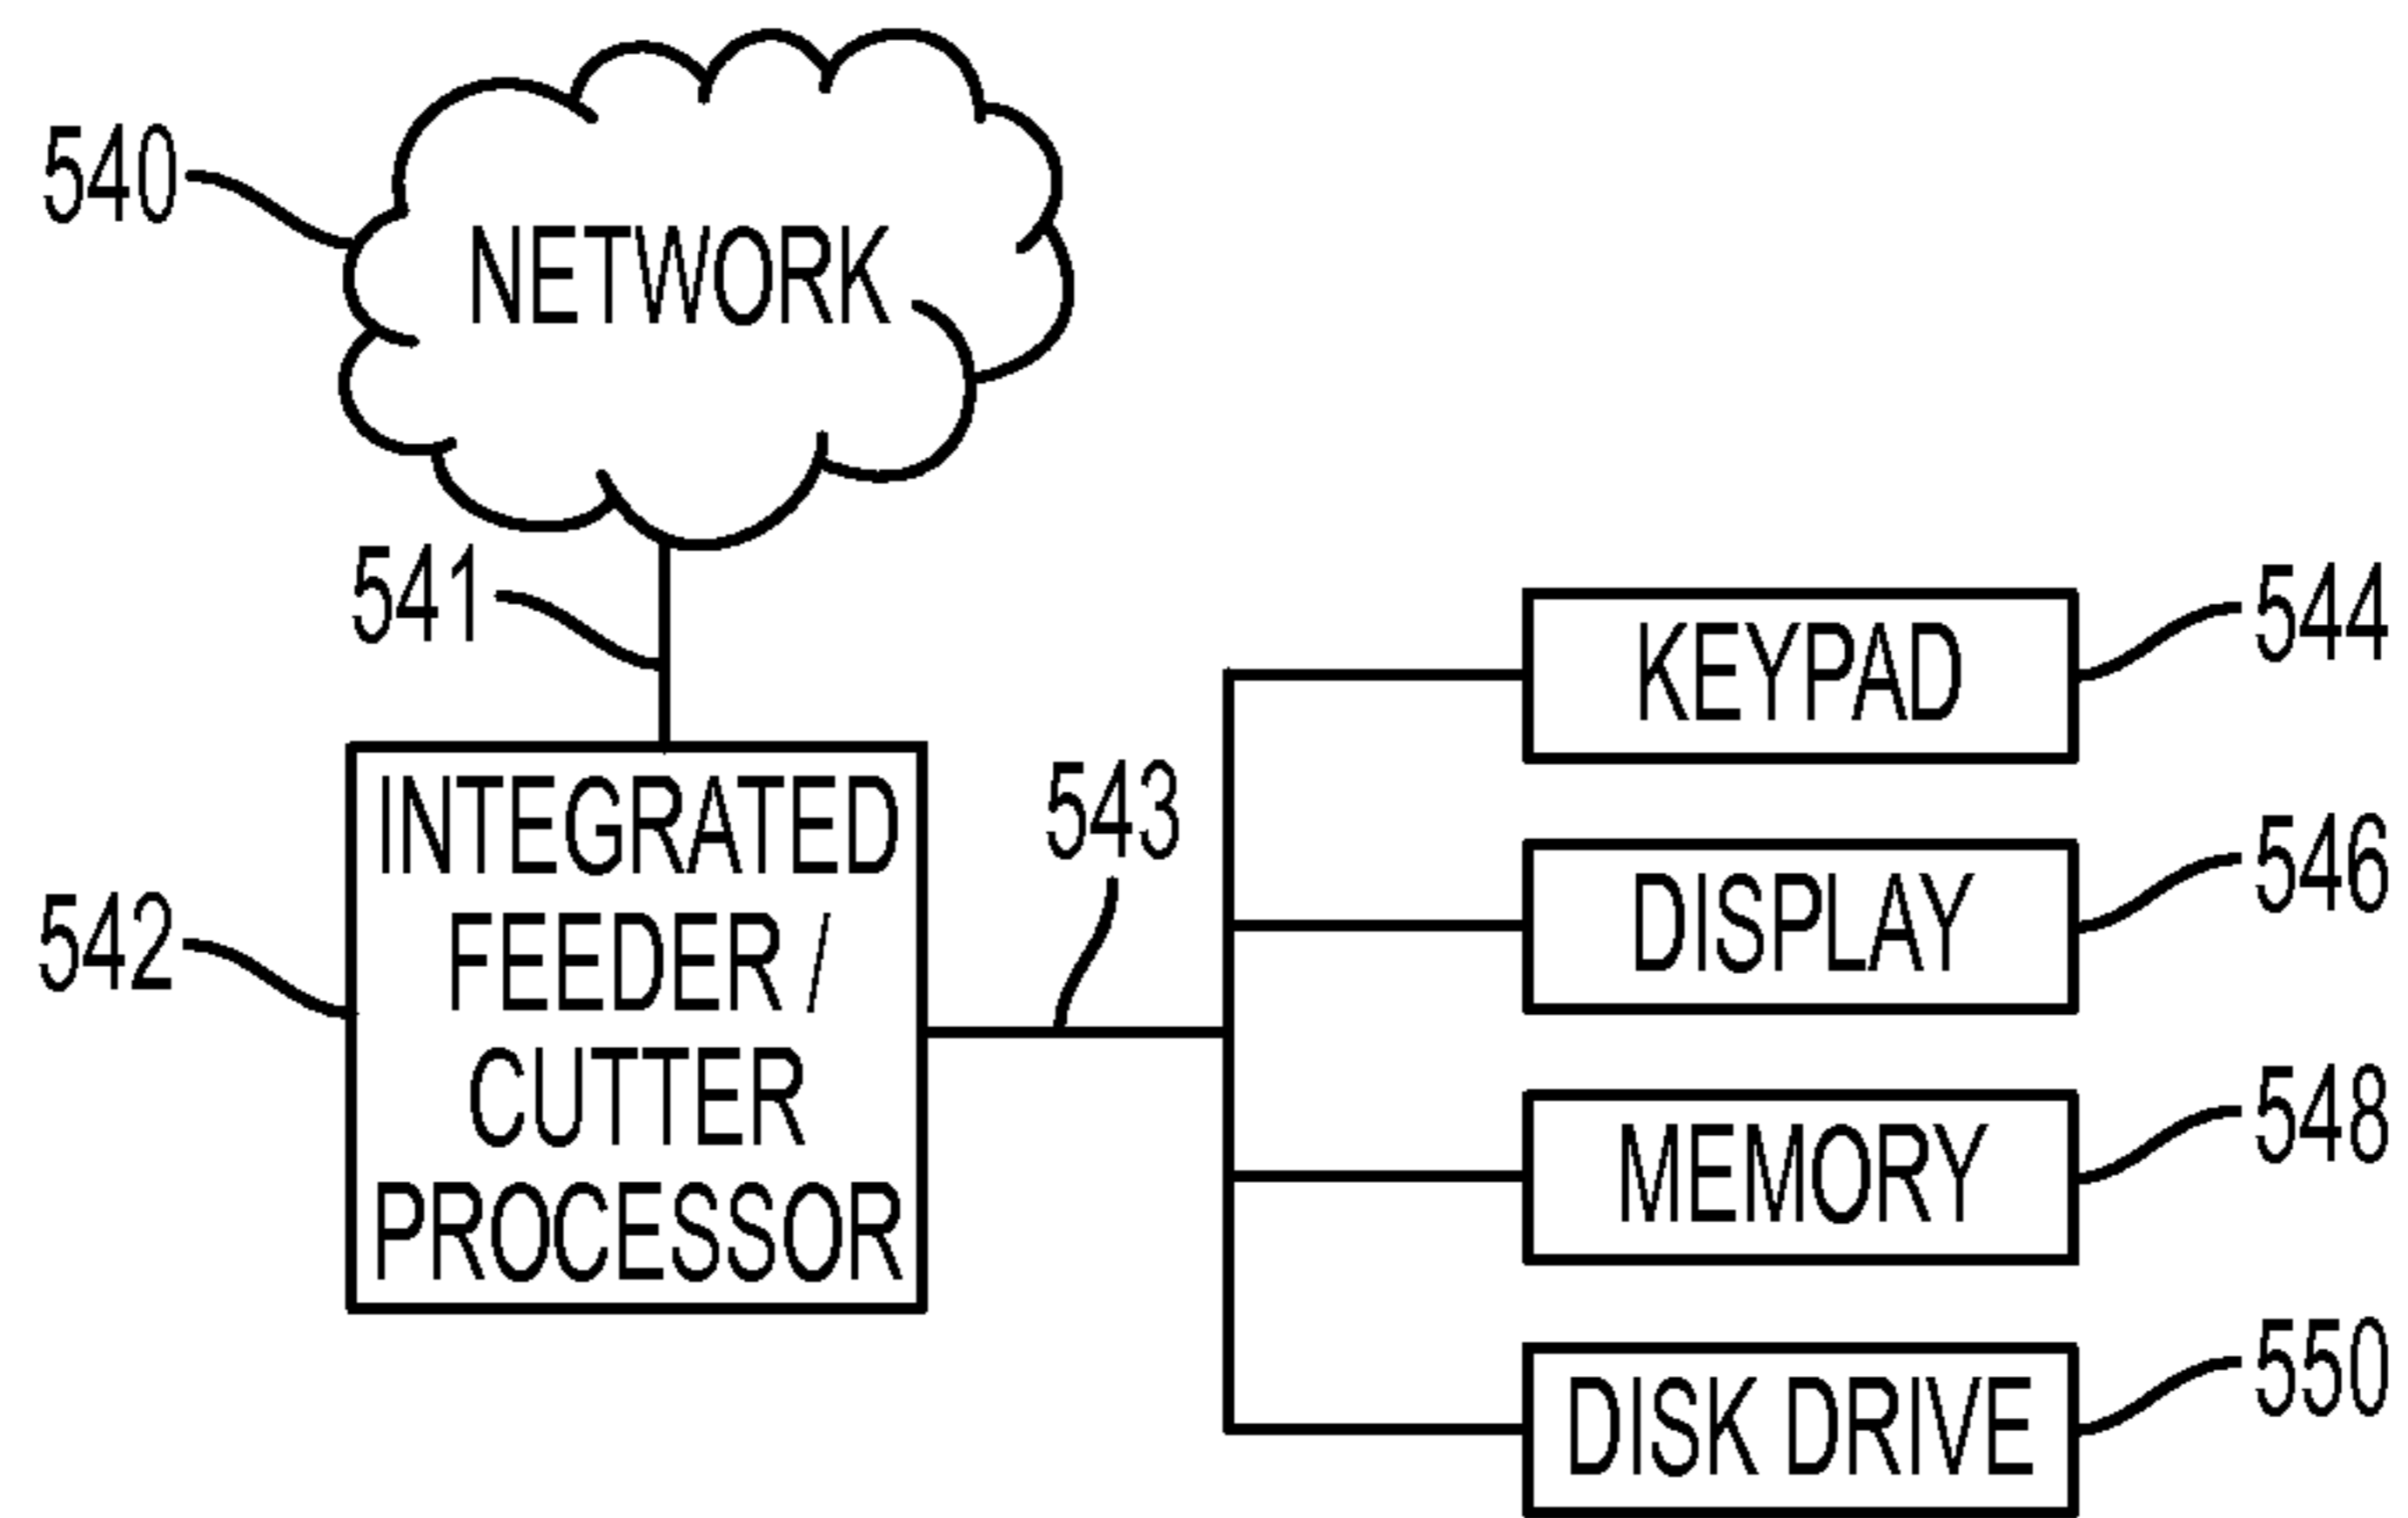 540
NETWORK
541
544
KEYPAD
INTEGRATED
FEEDER /
CUTTER
PROCESSOR
542
543
546
DISPLAY
548
MEMORY
550
DISK DRIVE